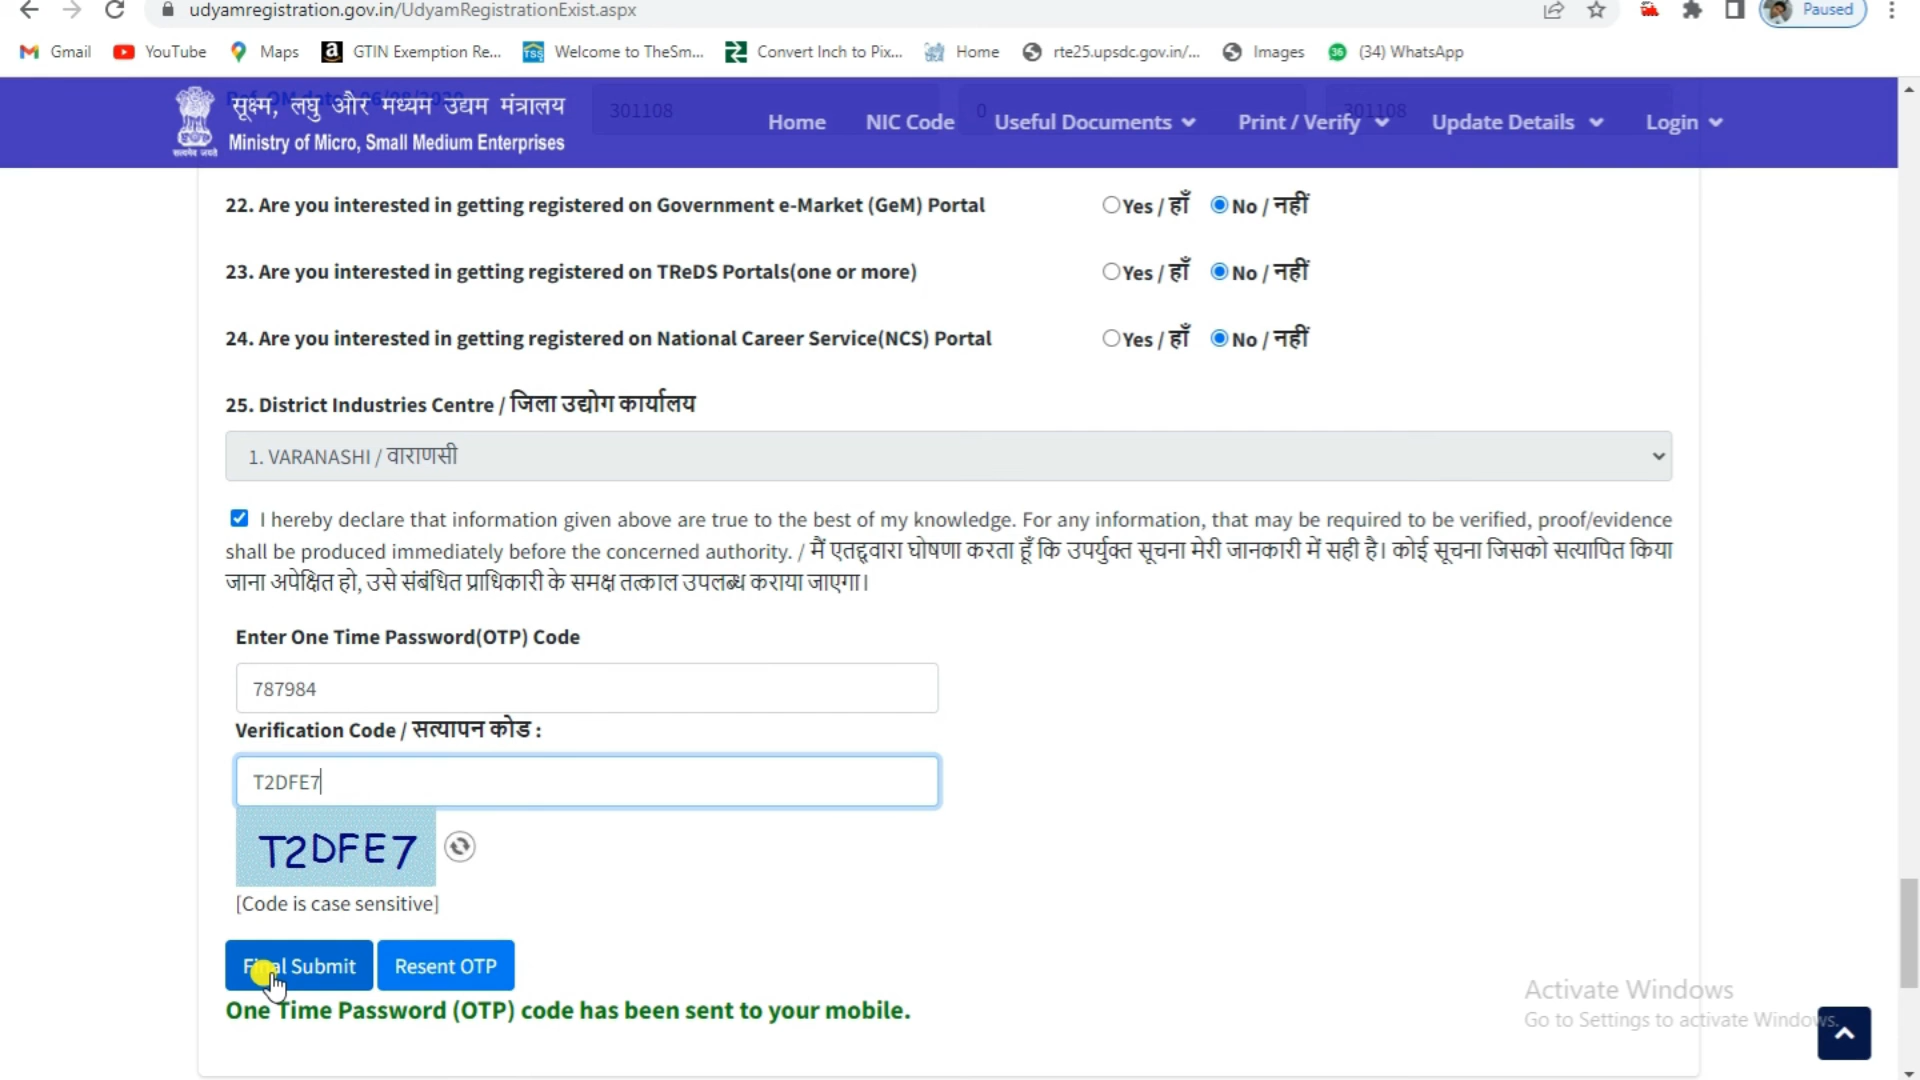 udyamregistration.gov.in/UdyamRegistrationExist.aspx
Paused
Gmail
YouTube
Maps
GTIN Exemption Re...
Welcome to TheSm...
Convert Inch to Pix...
Home
rte25.upsdc.gov.in/...
Images
(34) WhatsApp
सूक्ष्म, लघु और मध्यम उद्यम मंत्रालय
Ministry of Micro, Small Medium Enterprises
सत्यमेव जयते
301108
0
301108
Home
NIC Code
Useful Documents
Print / Verify
Update Details
Login
22. Are you interested in getting registered on Government e-Market (GeM) Portal
Yes / हाँ No / नहीं
23. Are you interested in getting registered on TReDS Portals(one or more)
Yes / हाँ No / नहीं
24. Are you interested in getting registered on National Career Service(NCS) Portal
Yes / हाँ No / नहीं
25. District Industries Centre / जिला उद्योग कार्यालय
1. VARANASHI / वाराणसी
I hereby declare that information given above are true to the best of my knowledge. For any information, that may be required to be verified, proof/evidence
shall be produced immediately before the concerned authority. / मैं एतद्द्वारा घोषणा करता हूँ कि उपर्युक्त सूचना मेरी जानकारी में सही है। कोई सूचना जिसको सत्यापित किया
जाना अपेक्षित हो, उसे संबंधित प्राधिकारी के समक्ष तत्काल उपलब्ध कराया जाएगा।
Enter One Time Password(OTP) Code
787984
Verification Code / सत्यापन कोड :
T2DFE7
T2DFE7
[Code is case sensitive]
Final Submit
Resent OTP
One Time Password (OTP) code has been sent to your mobile.
Activate Windows
Go to Settings to activate Windows.